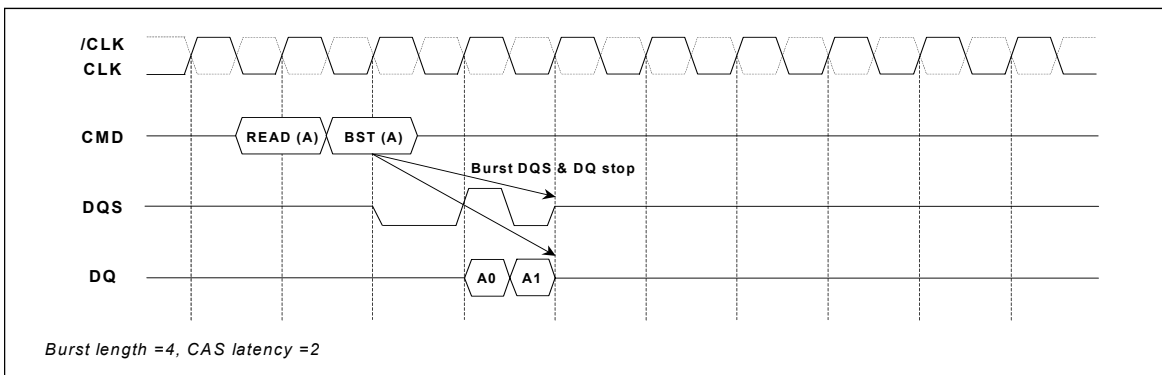 /CLK
CLK
CMD READ (A) BST (A)
Burst DQS & DQ stop
DQS
DQ A0 A1
Burst length =4, CAS latency =2